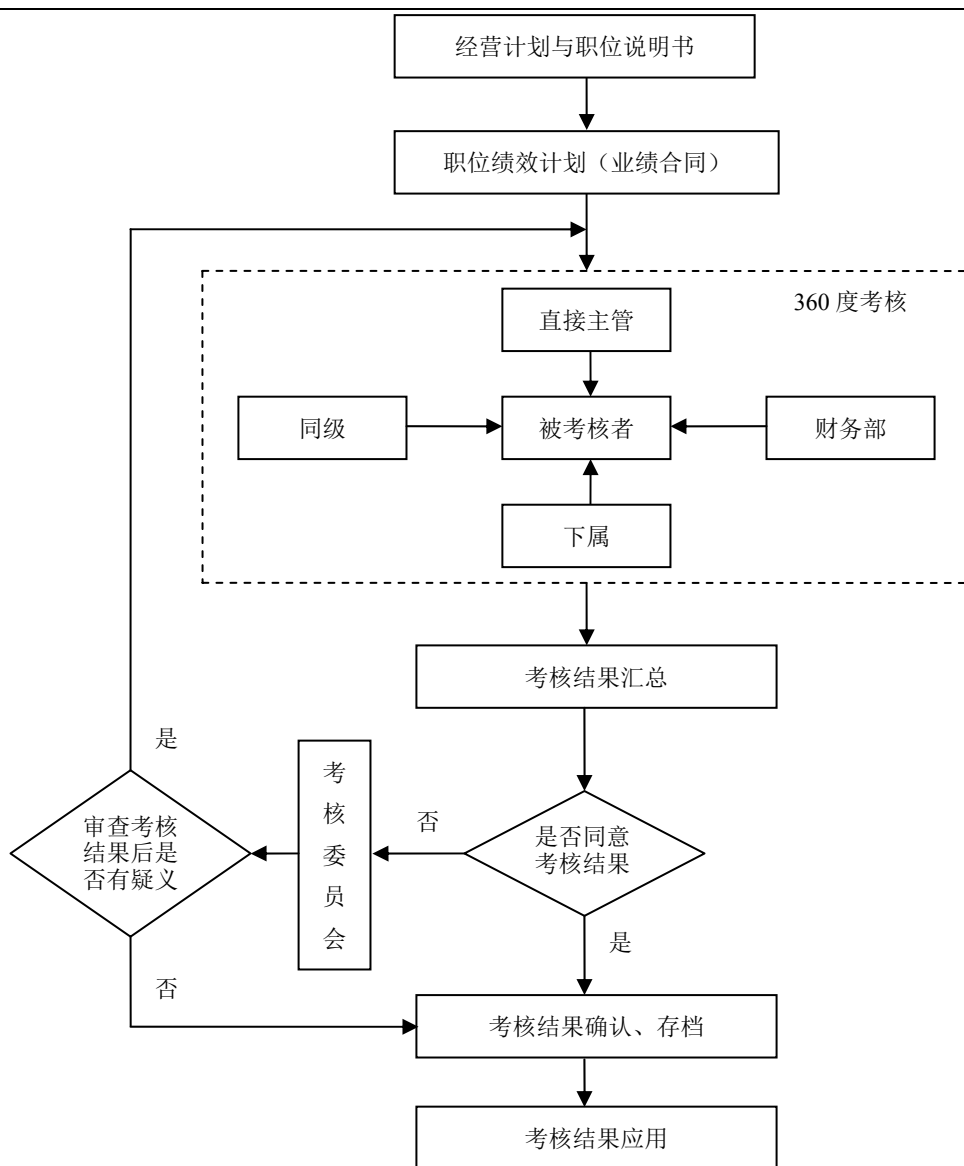 经营计划与职位说明书
职位绩效计划（业绩合同）
360 度考核
直接主管
同级
被考核者
财务部
下属
考核结果汇总
是
考
核
委
员
会
否
审查考核
结果后是
否有疑义
是否同意
考核结果
是
否
考核结果确认、存档
考核结果应用